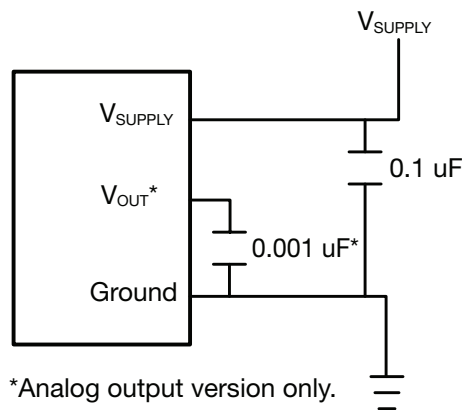 VSUPPLY
VSUPPLY
0.1 uF
VOUT*
0.001 uF*
Ground
*Analog output version only.